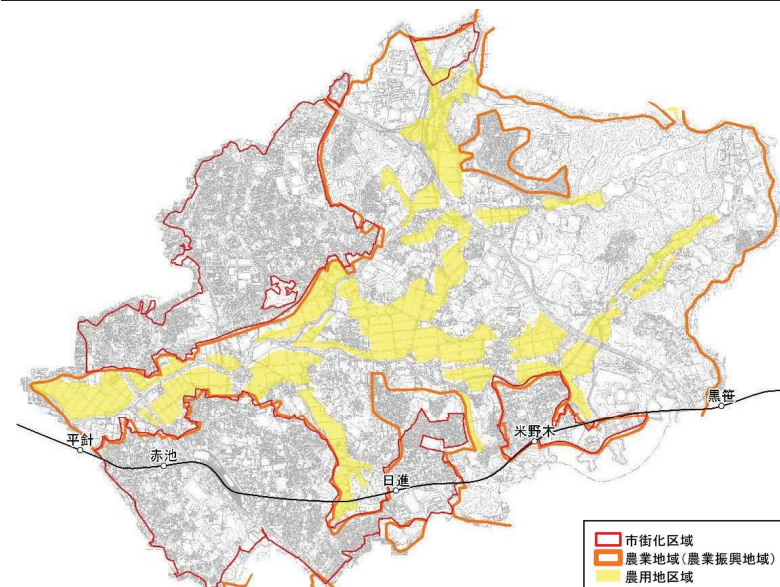 黒笹
米野木
平針
赤池
日進
市街化区域
農業地域(農業振興地域)
農用地区域